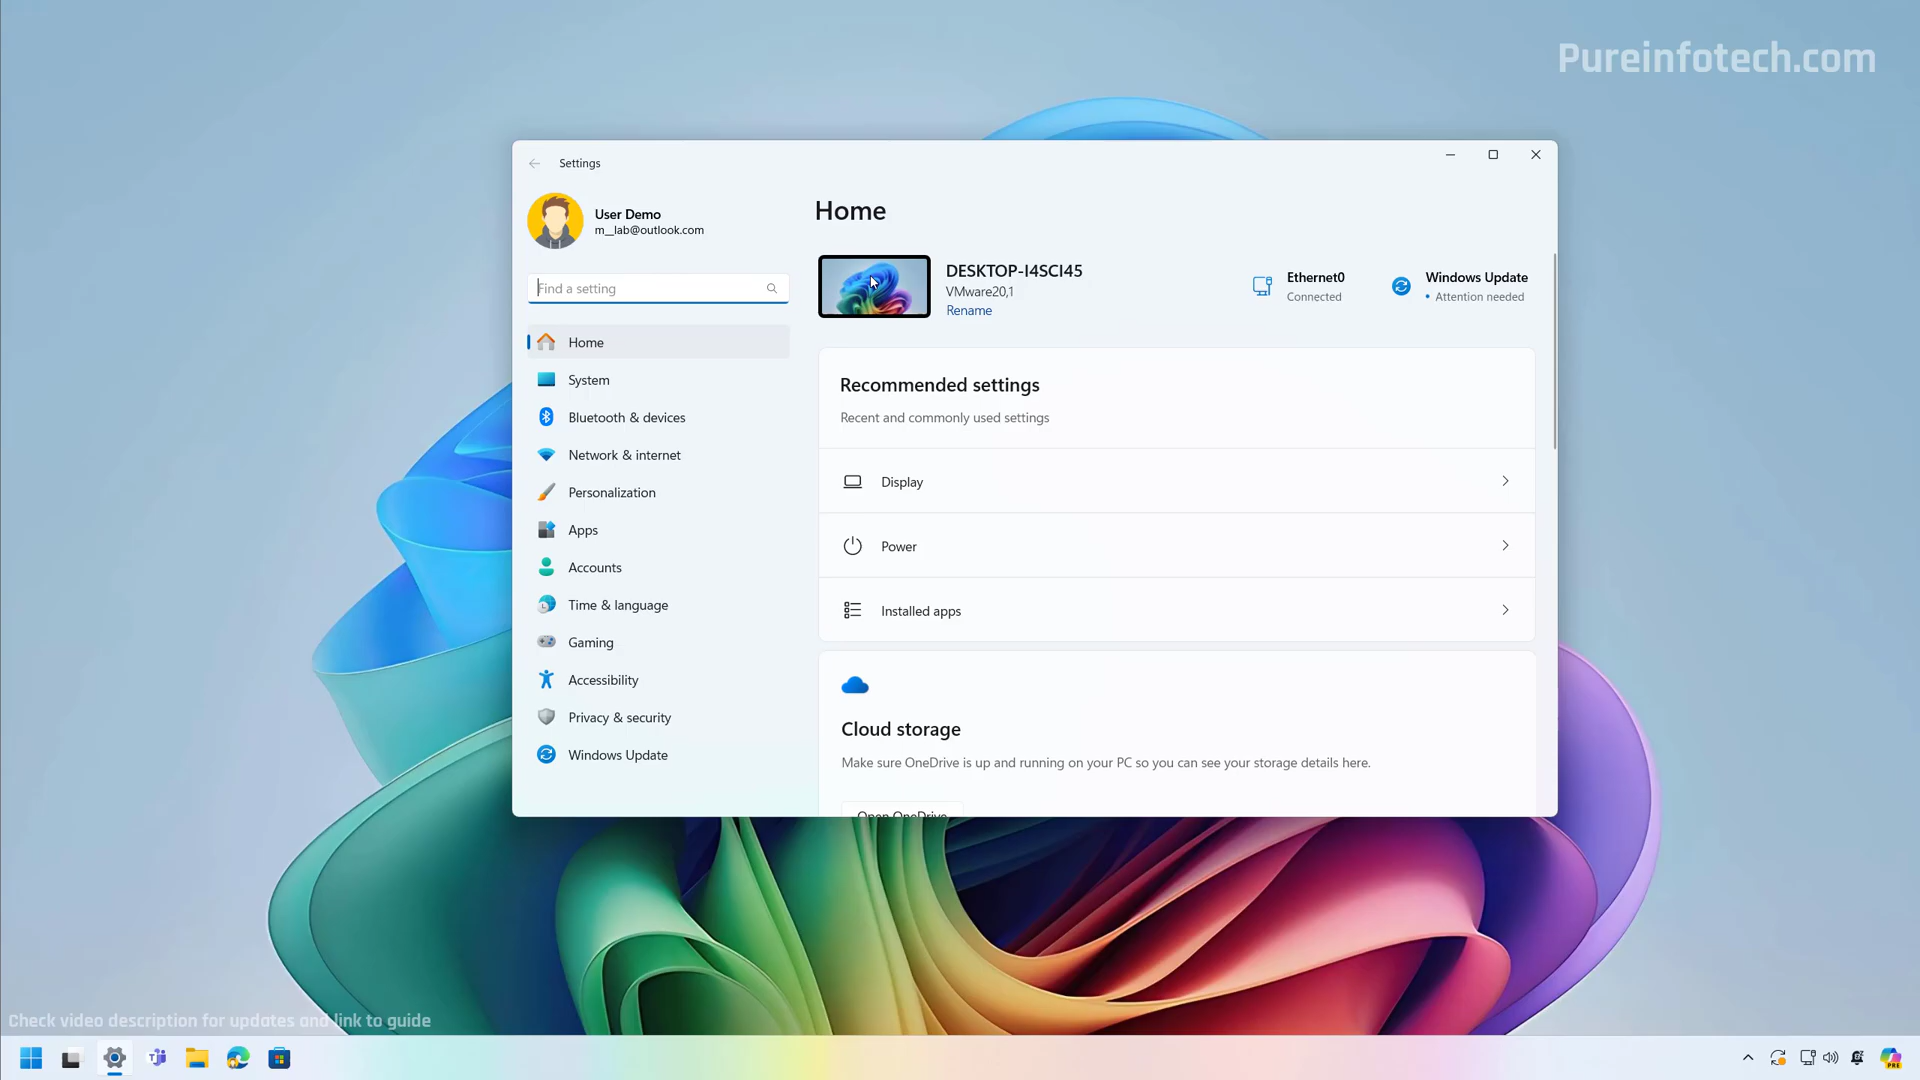 Pureinfotech.com
Settings
User Demo
m__lab@outlook.com
Find a setting
Home
System
Bluetooth & devices
Network & internet
Personalization
Apps
Accounts
Time & language
Gaming
Accessibility
Privacy & security
Windows Update
Home
DESKTOP-I4SCI45
VMware20,1
Rename
Ethernet0
Connected
Windows Update
• Attention needed
Recommended settings
Recent and commonly used settings
Display
Power
Installed apps
Cloud storage
Make sure OneDrive is up and running on your PC so you can see your storage details here.
Open OneDrive
Check video description for updates and link to guide
PRE